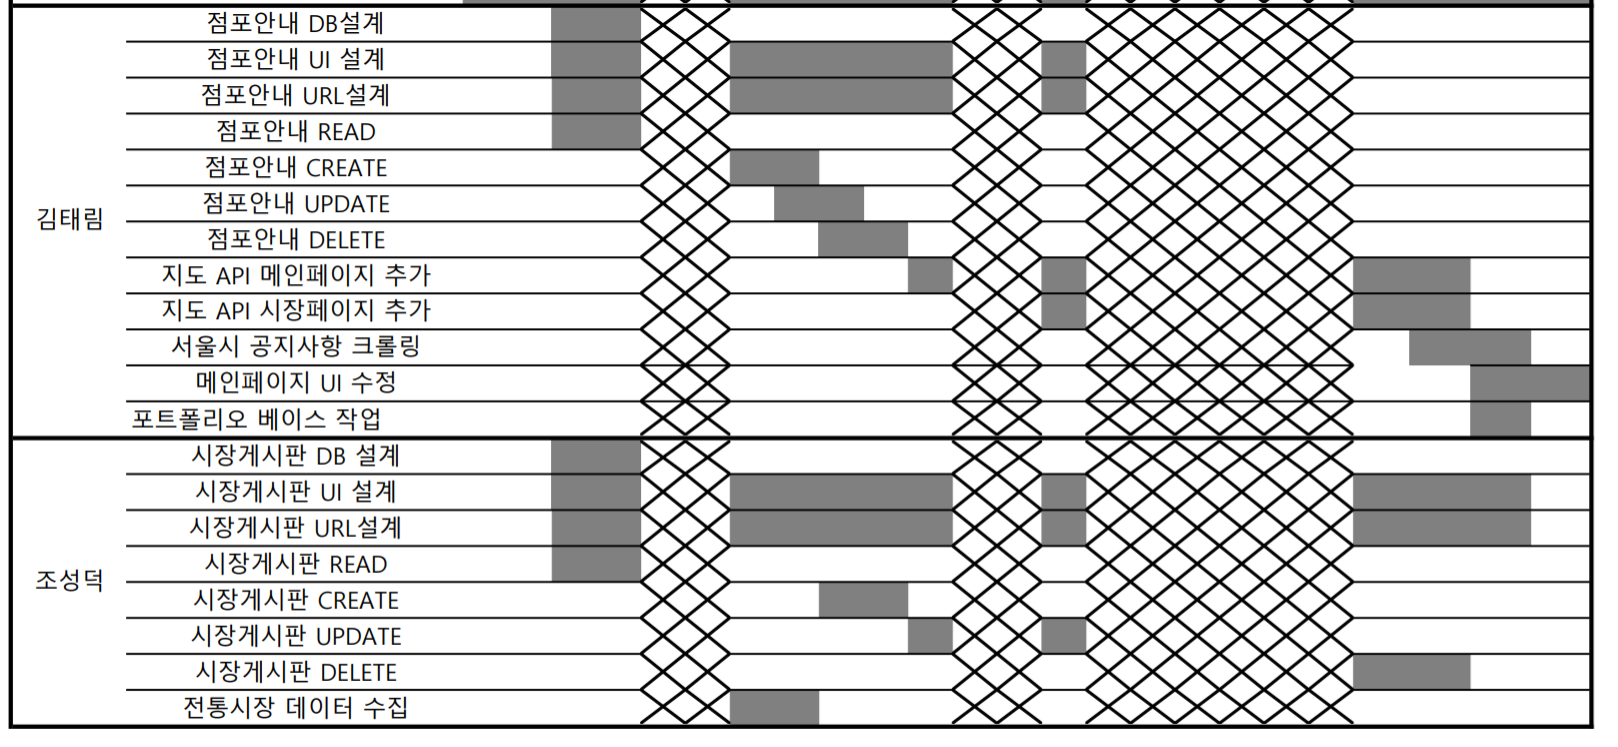 점포안내 DB설계
점포안내 UI 설계
점포안내 URL설계
점포안내 READ
점포안내 CREATE
점포안내 UPDATE
김태림
점포안내 DELETE
지도 API 메인페이지 추가
지도 API 시장페이지 추가
서울시 공지사항 크롤링
메인페이지 UI 수정
포트폴리오 베이스 작업
시장게시판 DB 설계
시장게시판 UI 설계
시장게시판 URL설계
시장게시판 READ
조성덕
시장게시판 CREATE
시장게시판 UPDATE
시장게시판 DELETE
전통시장 데이터 수집